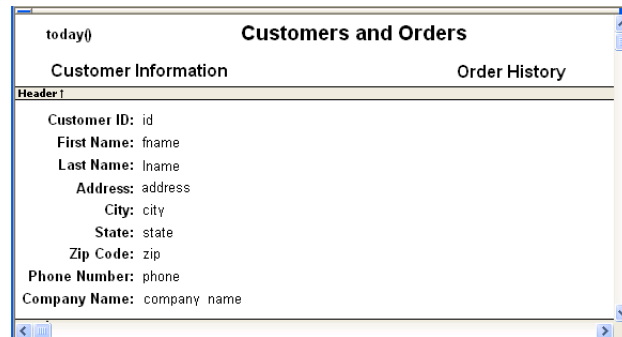 today() Customers and Orders
Customer Information Order History
Header ↑
Customer ID: id
First Name: fname
Last Name: lname
Address: address
City: city
State: state
Zip Code: zip
Phone Number: phone
Company Name: company_name